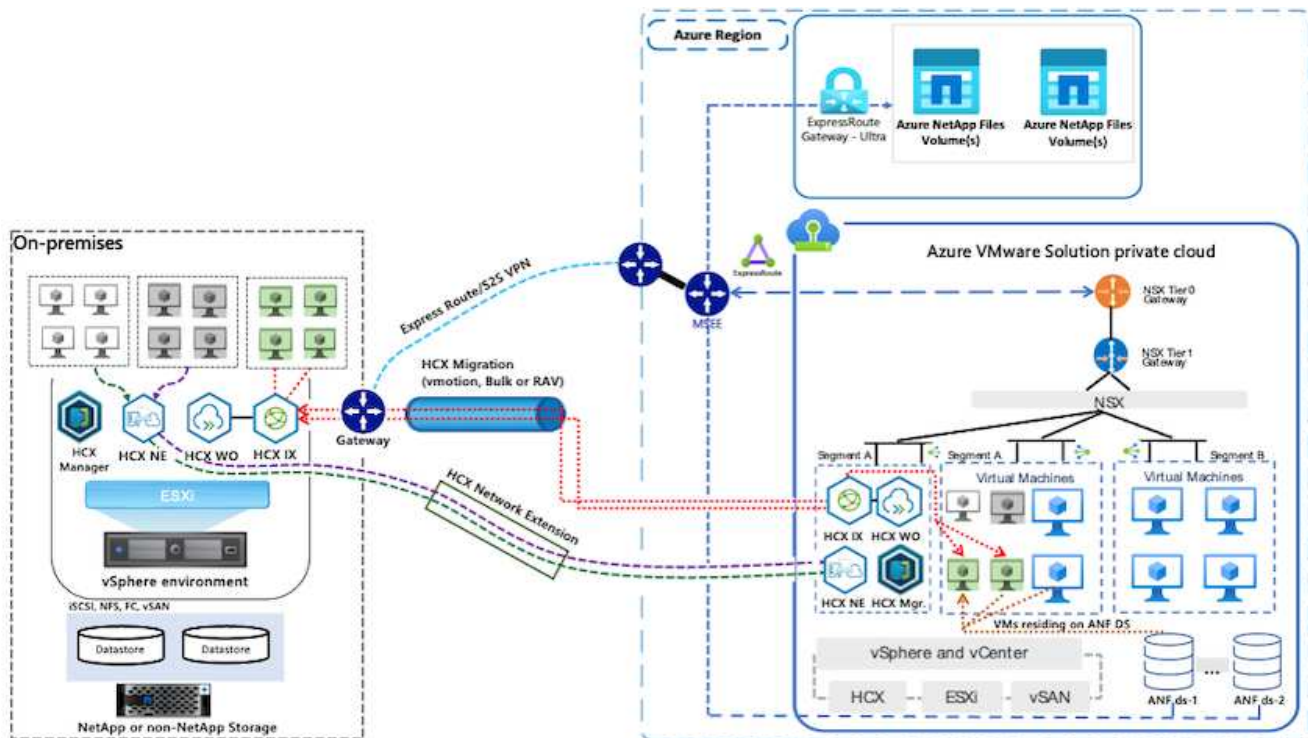 Azure Region
ExpressRoute
Gateway - Ultra
Azure NetApp Files
Volume(s)
Azure NetApp Files
Volume(s)
On-premises
Express Route/S2S VPN
ExpressRoute
MSEE
Azure VMware Solution private cloud
NSX Tier0
Gateway
NSX Tier1
Gateway
NSX
HCX Migration
(vmotion, Bulk or RAV)
Gateway
HCX
Manager
HCX NE
HCX WO
HCX IX
ESXi
vSphere environment
HCX Network Extension
Segment A
Segment A
Segment B
Virtual Machines
Virtual Machines
HCX IX
HCX WO
HCX NE
HCX Mgr.
VMs residing on ANF DS
iSCSI, NFS, FC, vSAN
Datastore
Datastore
NetApp or non-NetApp Storage
vSphere and vCenter
HCX
ESXi
vSAN
...
ANF ds-1
ANF ds-2